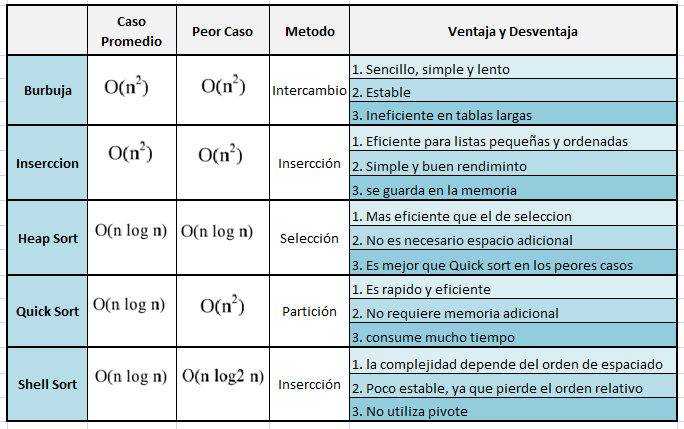 Caso Promedio
Peor Caso
Metodo
Ventaja y Desventaja
Burbuja
O(n²)
O(n²)
Intercambio
1. Sencillo, simple y lento
2. Estable
3. Ineficiente en tablas largas
Inserccion
O(n²)
O(n²)
Insercción
1. Eficiente para listas pequeñas y ordenadas
2. Simple y buen rendiminto
3. se guarda en la memoria
Heap Sort
O(n log n)
O(n log n)
Selección
1. Mas eficiente que el de seleccion
2. No es necesario espacio adicional
3. Es mejor que Quick sort en los peores casos
Quick Sort
O(n log n)
O(n²)
Partición
1. Es rapido y eficiente
2. No requiere memoria adicional
3. consume mucho tiempo
Shell Sort
O(n log n)
O(n log2 n)
Insercción
1. la complejidad depende del orden de espaciado
2. Poco estable, ya que pierde el orden relativo
3. No utiliza pivote